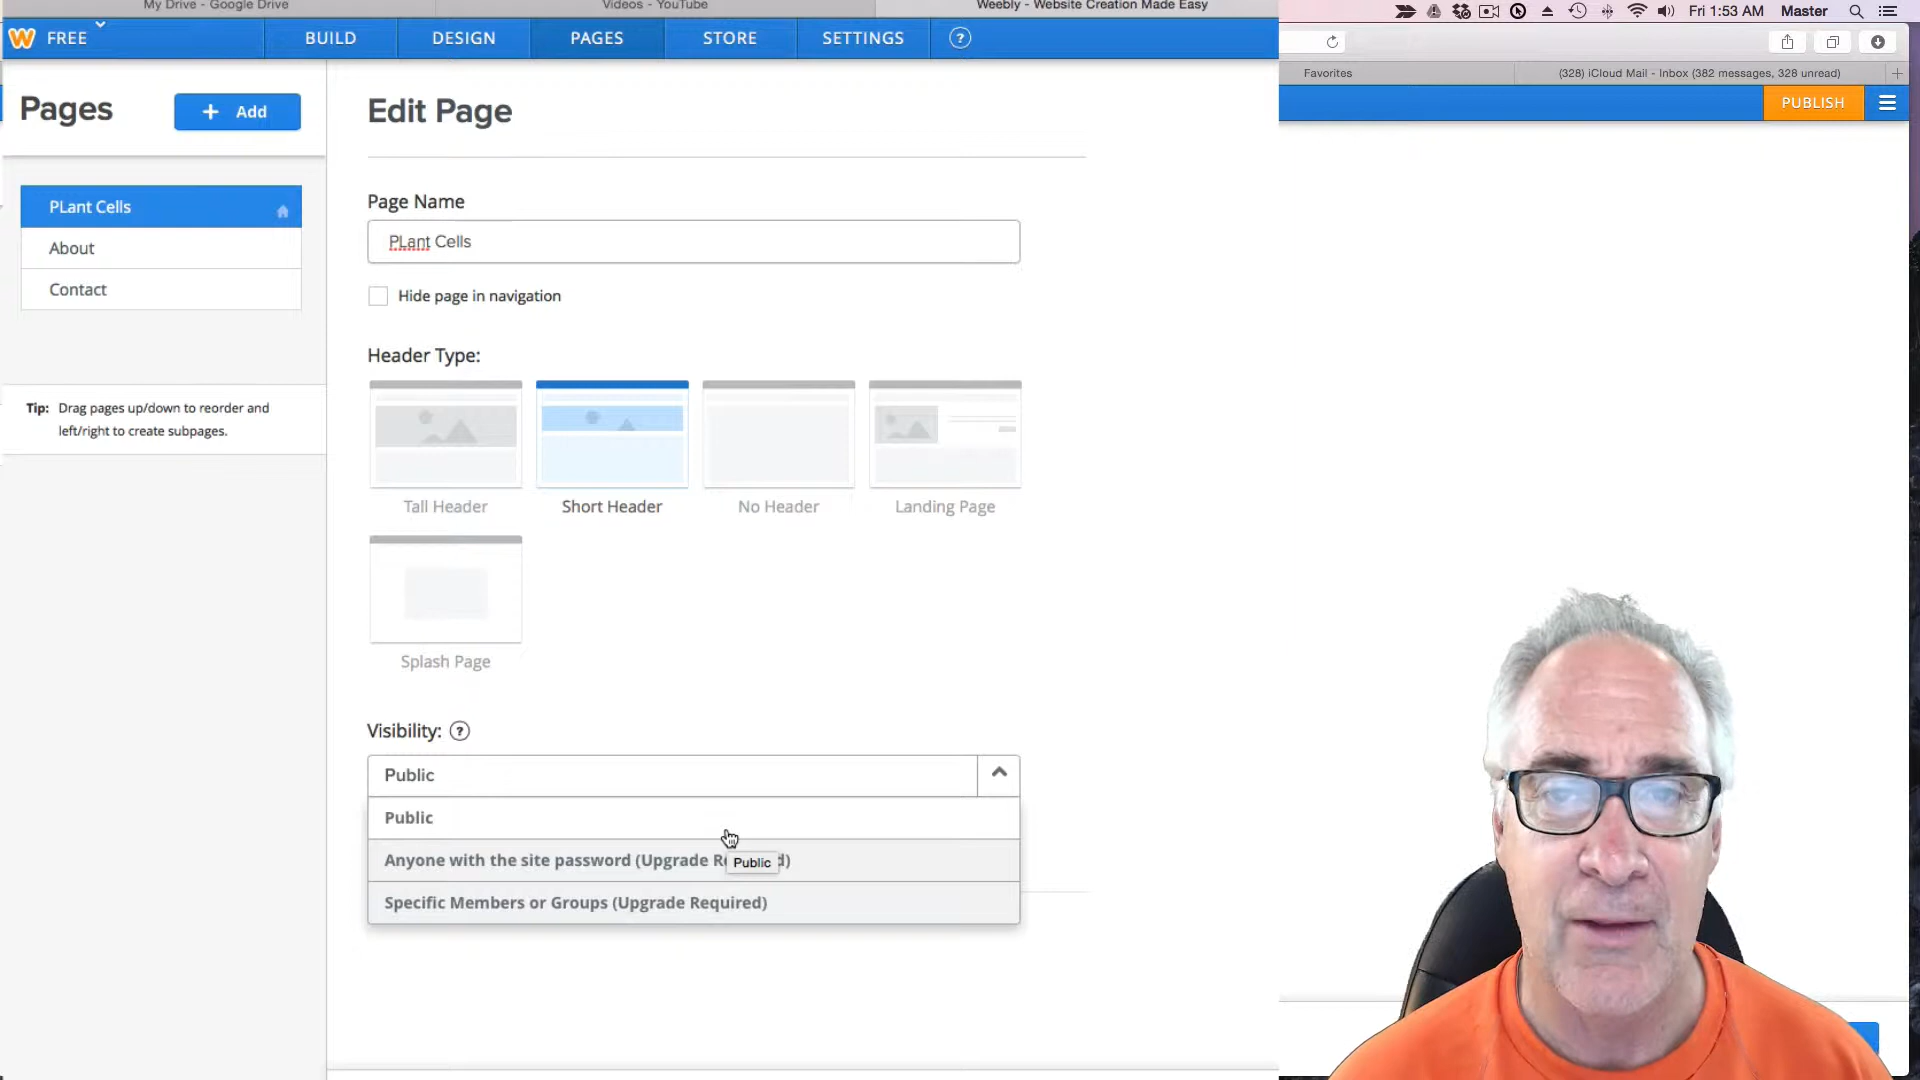 My Drive - Google Drive
Videos - YouTube
Weebly - Website Creation Made Easy
Fri 1:53 AM
Master
FREE
BUILD
DESIGN
PAGES
STORE
SETTINGS
?
Favorites
(328) iCloud Mail - Inbox (382 messages, 328 unread)
PUBLISH
Pages
+ Add
Edit Page
PLant Cells
About
Contact
Tip: Drag pages up/down to reorder and
left/right to create subpages.
Page Name
PLant Cells
Hide page in navigation
Header Type:
Tall Header
Short Header
No Header
Landing Page
Splash Page
Visibility: ?
Public
Public
Anyone with the site password (Upgrade R d)
Public
Specific Members or Groups (Upgrade Required)